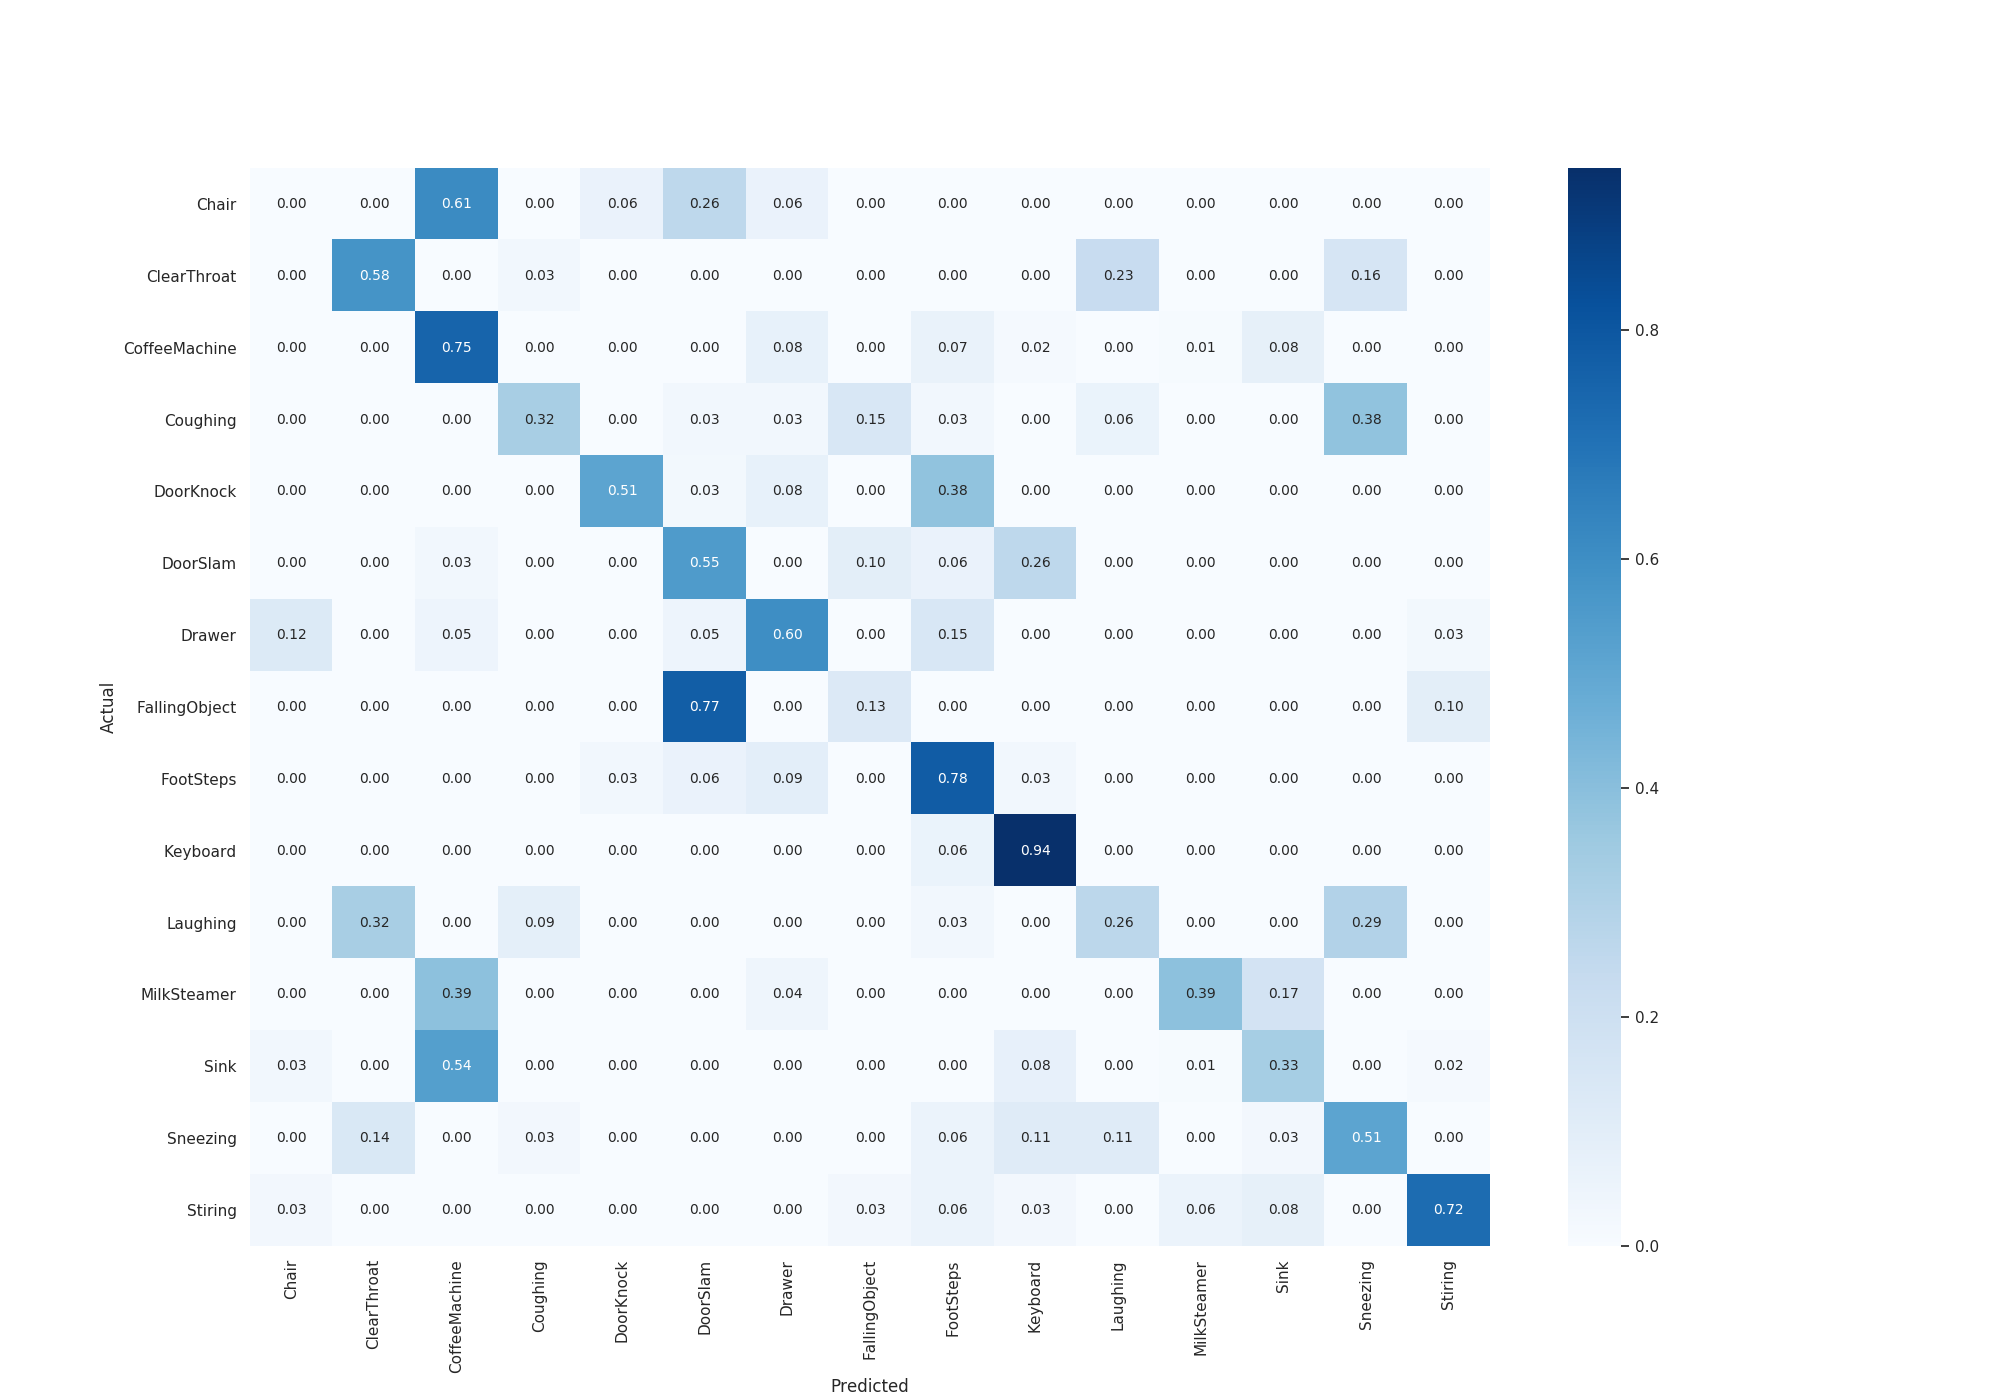 Chair 0.00 0.00 0.61 0.00 0.06 0.26 0.06 0.00 0.00 0.00 0.00 0.00 0.00 0.00 0.00
ClearThroat 0.00 0.58 0.00 0.03 0.00 0.00 0.00 0.00 0.00 0.00 0.23 0.00 0.00 0.16 0.00
CoffeeMachine 0.00 0.00 0.75 0.00 0.00 0.00 0.08 0.00 0.07 0.02 0.00 0.01 0.08 0.00 0.00
Coughing 0.00 0.00 0.00 0.32 0.00 0.03 0.03 0.15 0.03 0.00 0.06 0.00 0.00 0.38 0.00
DoorKnock 0.00 0.00 0.00 0.00 0.51 0.03 0.08 0.00 0.38 0.00 0.00 0.00 0.00 0.00 0.00
DoorSlam 0.00 0.00 0.03 0.00 0.00 0.55 0.00 0.10 0.06 0.26 0.00 0.00 0.00 0.00 0.00
Drawer 0.12 0.00 0.05 0.00 0.00 0.05 0.60 0.00 0.15 0.00 0.00 0.00 0.00 0.00 0.03
FallingObject 0.00 0.00 0.00 0.00 0.00 0.77 0.00 0.13 0.00 0.00 0.00 0.00 0.00 0.00 0.10
FootSteps 0.00 0.00 0.00 0.00 0.03 0.06 0.09 0.00 0.78 0.03 0.00 0.00 0.00 0.00 0.00
Keyboard 0.00 0.00 0.00 0.00 0.00 0.00 0.00 0.00 0.06 0.94 0.00 0.00 0.00 0.00 0.00
Laughing 0.00 0.32 0.00 0.09 0.00 0.00 0.00 0.00 0.03 0.00 0.26 0.00 0.00 0.29 0.00
MilkSteamer 0.00 0.00 0.39 0.00 0.00 0.00 0.04 0.00 0.00 0.00 0.00 0.39 0.17 0.00 0.00
Sink 0.03 0.00 0.54 0.00 0.00 0.00 0.00 0.00 0.00 0.08 0.00 0.01 0.33 0.00 0.02
Sneezing 0.00 0.14 0.00 0.03 0.00 0.00 0.00 0.00 0.06 0.11 0.11 0.00 0.03 0.51 0.00
Stiring 0.03 0.00 0.00 0.00 0.00 0.00 0.00 0.03 0.06 0.03 0.00 0.06 0.08 0.00 0.72
Actual
Chair
ClearThroat
CoffeeMachine
Coughing
DoorKnock
DoorSlam
Drawer
FallingObject
FootSteps
Keyboard
Laughing
MilkSteamer
Sink
Sneezing
Stiring
Predicted
0.8
0.6
0.4
0.2
0.0